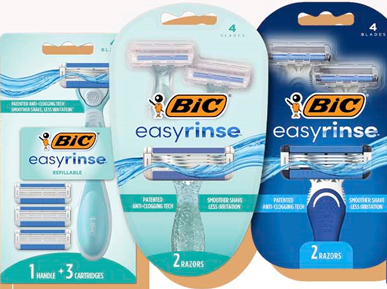 4
BLADES
PATENTED ANTI-CLOGGING TECH
SMOOTHER SHAVE, LESS IRRITATION
BIC
easyrinse
REFILLABLE
1 HANDLE + 3 CARTRIDGES
4
BLADES
BIC
easyrinse
PATENTED
ANTI-CLOGGING TECH
SMOOTHER SHAVE
LESS IRRITATION
2 RAZORS
4
BLADES
BIC
easyrinse
PATENTED
ANTI-CLOGGING TECH
SMOOTHER SHAVE
LESS IRRITATION
2 RAZORS